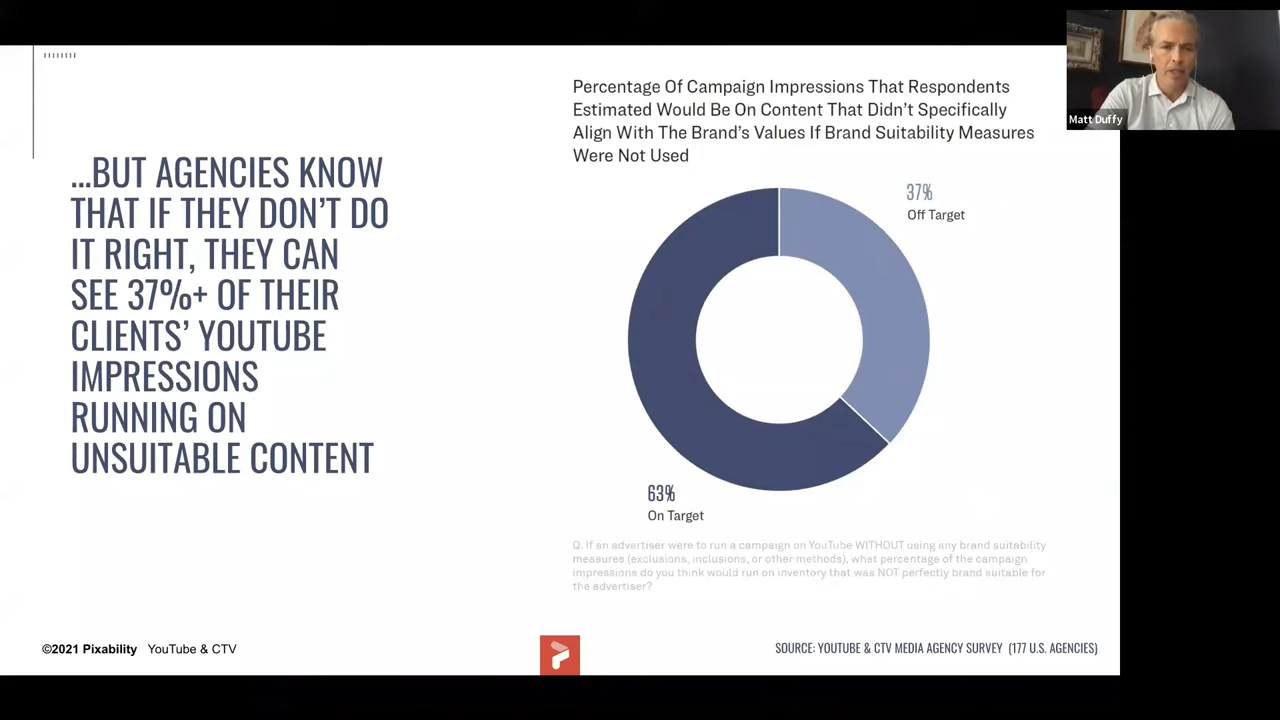 ...BUT AGENCIES KNOW
THAT IF THEY DON'T DO
IT RIGHT, THEY CAN
SEE 37%+ OF THEIR
CLIENTS' YOUTUBE
IMPRESSIONS
RUNNING ON
UNSUITABLE CONTENT
Percentage Of Campaign Impressions That Respondents
Estimated Would Be On Content That Didn't Specifically
Align With The Brand's Values If Brand Suitability Measures
Were Not Used
37%
Off Target
63%
On Target
Q. If an advertiser were to run a campaign on YouTube WITHOUT using any brand suitability
measures (exclusions, inclusions, or other methods), what percentage of the campaign
impressions do you think would run on inventory that was NOT perfectly brand suitable for
the advertiser?
©2021 Pixability YouTube & CTV
SOURCE: YOUTUBE & CTV MEDIA AGENCY SURVEY (177 U.S. AGENCIES)
Matt Duffy